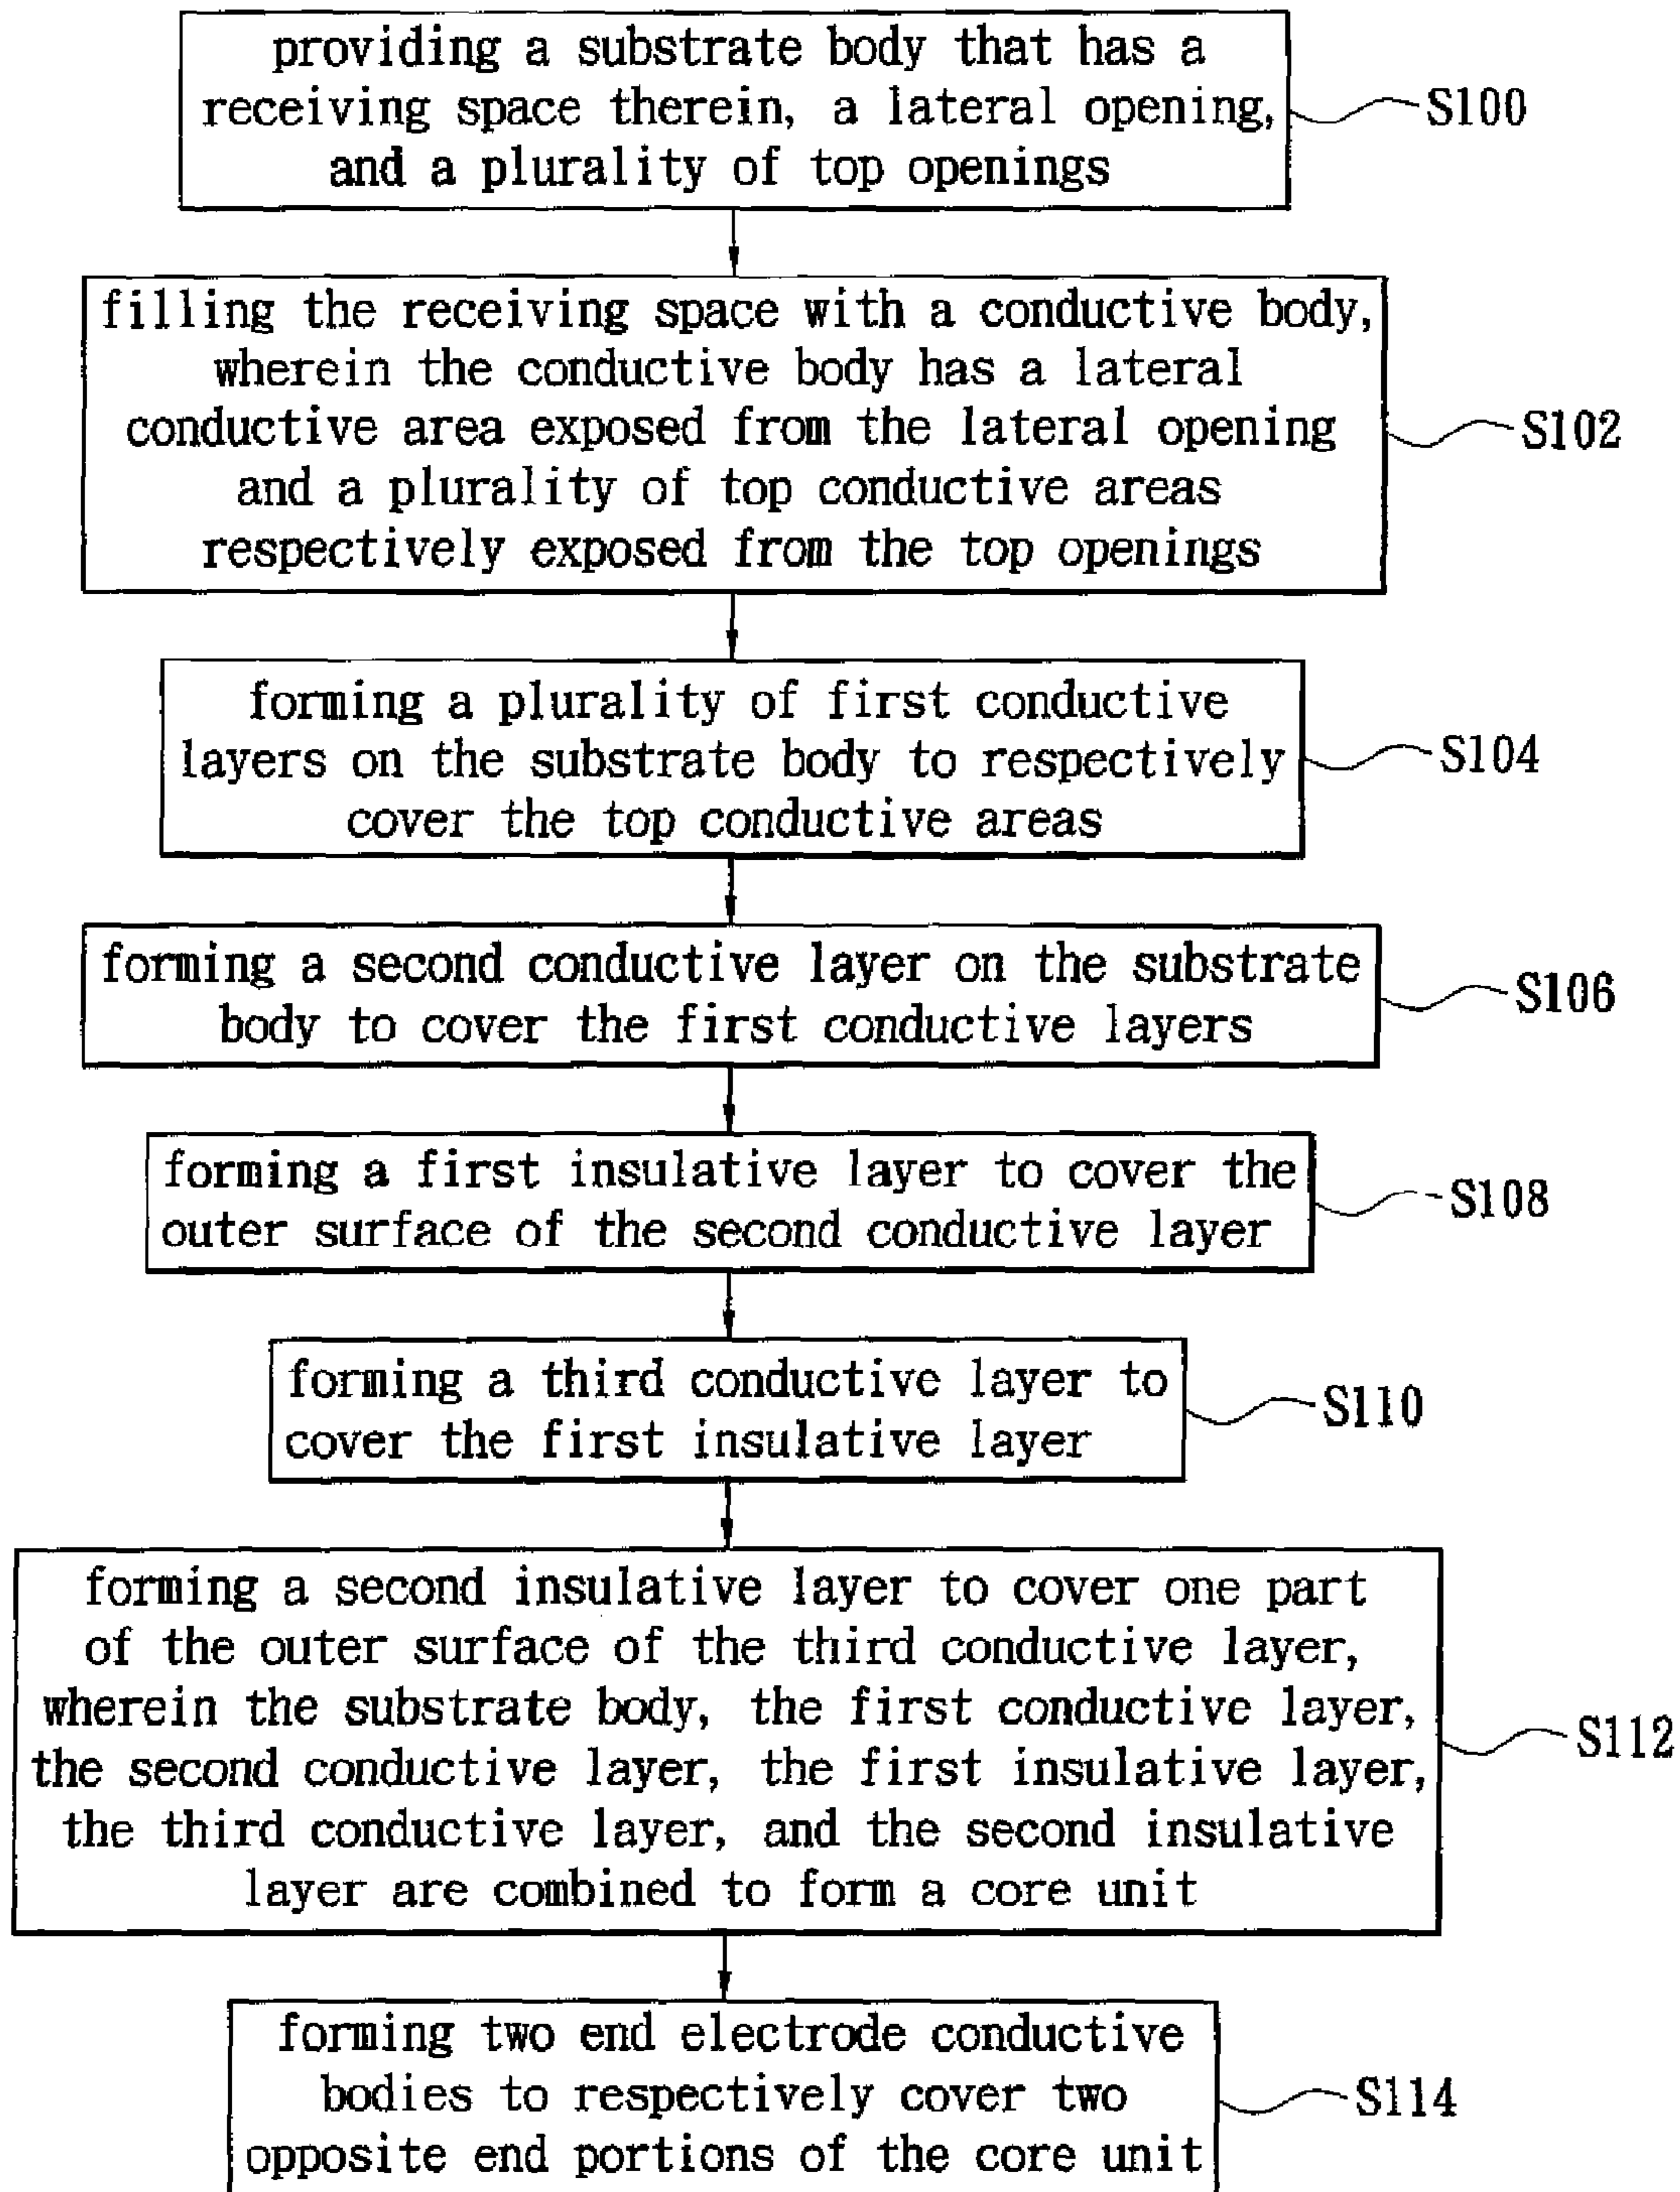 providing a substrate body that has a
receiving space therein, a lateral opening,
and a plurality of top openings
S100
filling the receiving space with a conductive body,
wherein the conductive body has a lateral
conductive area exposed from the lateral opening
and a plurality of top conductive areas
respectively exposed from the top openings
S102
forming a plurality of first conductive
layers on the substrate body to respectively
cover the top conductive areas
S104
forming a second conductive layer on the substrate
body to cover the first conductive layers
S106
forming a first insulative layer to cover the
outer surface of the second conductive layer
S108
forming a third conductive layer to
cover the first insulative layer
S110
forming a second insulative layer to cover one part
of the outer surface of the third conductive layer,
wherein the substrate body, the first conductive layer,
the second conductive layer, the first insulative layer,
the third conductive layer, and the second insulative
layer are combined to form a core unit
S112
forming two end electrode conductive
bodies to respectively cover two
opposite end portions of the core unit
S114